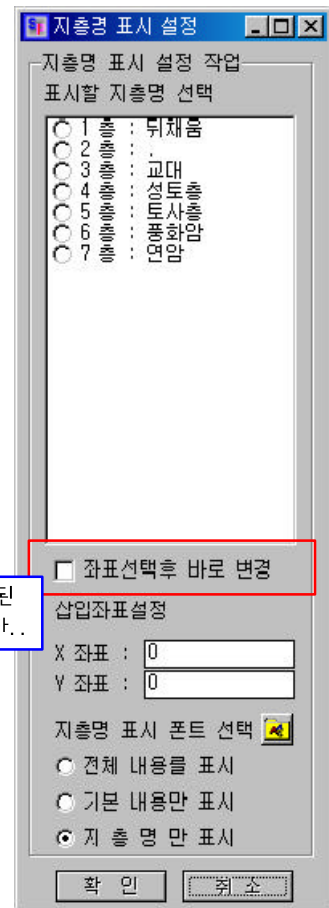 지층명 표시 설정
지층명 표시 설정 작업
표시할 지층명 선택
1 층 : 뒤채움
2 층 : .
3 층 : 교대
4 층 : 성토층
5 층 : 토사층
6 층 : 풍화암
7 층 : 연암
좌표선택후 바로 변경
된
삽입좌표설정
X 좌표 : 0
Y 좌표 : 0
지층명 표시 폰트 선택
전체 내용를 표시
기본 내용만 표시
지 층 명 만 표시
확 인
취 소